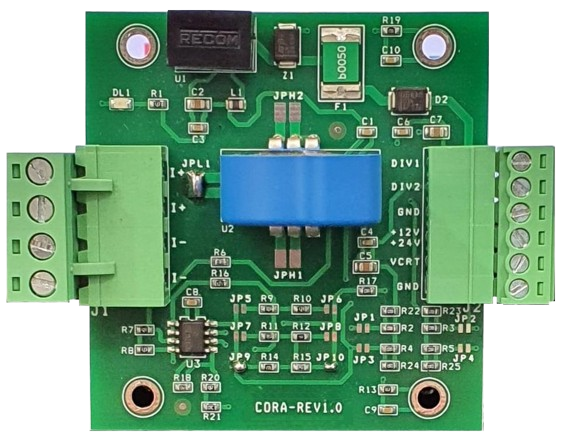 RECOM
U1
Z1
F1
R19
C10
D2
DL1
R1
C2
L1
C3
JPH2
C1
C6
C7
JPL1
I+
I+
I-
I-
J1
U2
DIV1
DIV2
GND
+12V
+24V
VCRT
GND
J2
C4
C5
R6
R16
JPH1
R17
C8
R7
R8
U3
JP5
R9
R10
JP6
JP7
R11
R12
JP8
JP9
R14
R15
JP10
JP1
R22
R2
JP3
R4
R24
R23
JP2
R3
R5
JP4
R25
R18
R20
R21
CORA-REV1.0
R13
C9